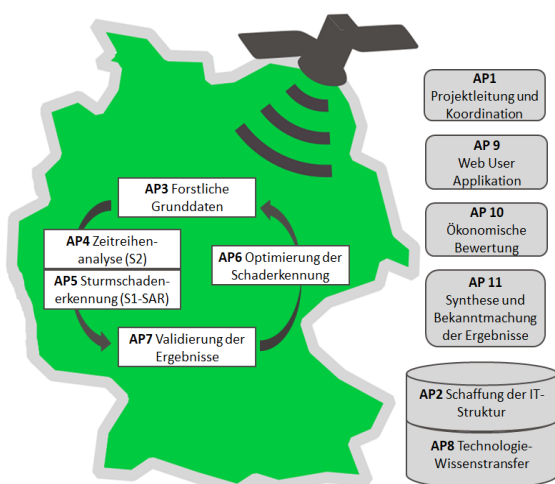 AP3 Forstliche
Grunddaten
AP4 Zeitreihen-
analyse (S2)
AP5 Sturmschaden-
erkennung (S1-SAR)
AP6 Optimierung der
Schaderkennung
AP7 Validierung der
Ergebnisse
AP1
Projektleitung und
Koordination
AP 9
Web User
Applikation
AP 10
Ökonomische
Bewertung
AP 11
Synthese und
Bekanntmachung
der Ergebnisse
AP2 Schaffung der IT-
Struktur
AP8 Technologie-
Wissenstransfer